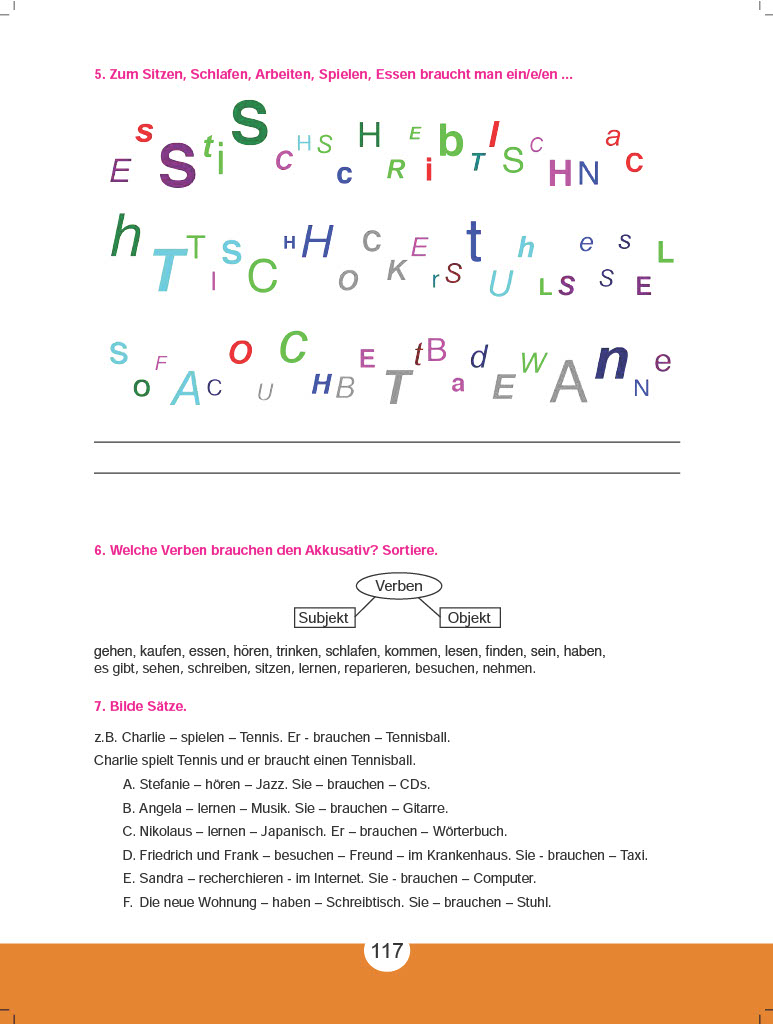 5. Zum Sitzen, Schlafen, Arbeiten, Spielen, Essen braucht man ein/e/en ...
E s S t i S C H S c H R E i b T I S C H N a c
h T T I S C H H o c K E r S t U h L S e S s E L
S o F A C o U C H B E T t B a d E W A n N e
6. Welche Verben brauchen den Akkusativ? Sortiere.
Verben
Subjekt Objekt
gehen, kaufen, essen, hören, trinken, schlafen, kommen, lesen, finden, sein, haben,
es gibt, sehen, schreiben, sitzen, lernen, reparieren, besuchen, nehmen.
7. Bilde Sätze.
z.B. Charlie – spielen – Tennis. Er - brauchen – Tennisball.
Charlie spielt Tennis und er braucht einen Tennisball.
A. Stefanie – hören – Jazz. Sie – brauchen – CDs.
B. Angela – lernen – Musik. Sie – brauchen – Gitarre.
C. Nikolaus – lernen – Japanisch. Er – brauchen – Wörterbuch.
D. Friedrich und Frank – besuchen – Freund – im Krankenhaus. Sie - brauchen – Taxi.
E. Sandra – recherchieren - im Internet. Sie - brauchen – Computer.
F. Die neue Wohnung – haben – Schreibtisch. Sie – brauchen – Stuhl.
117